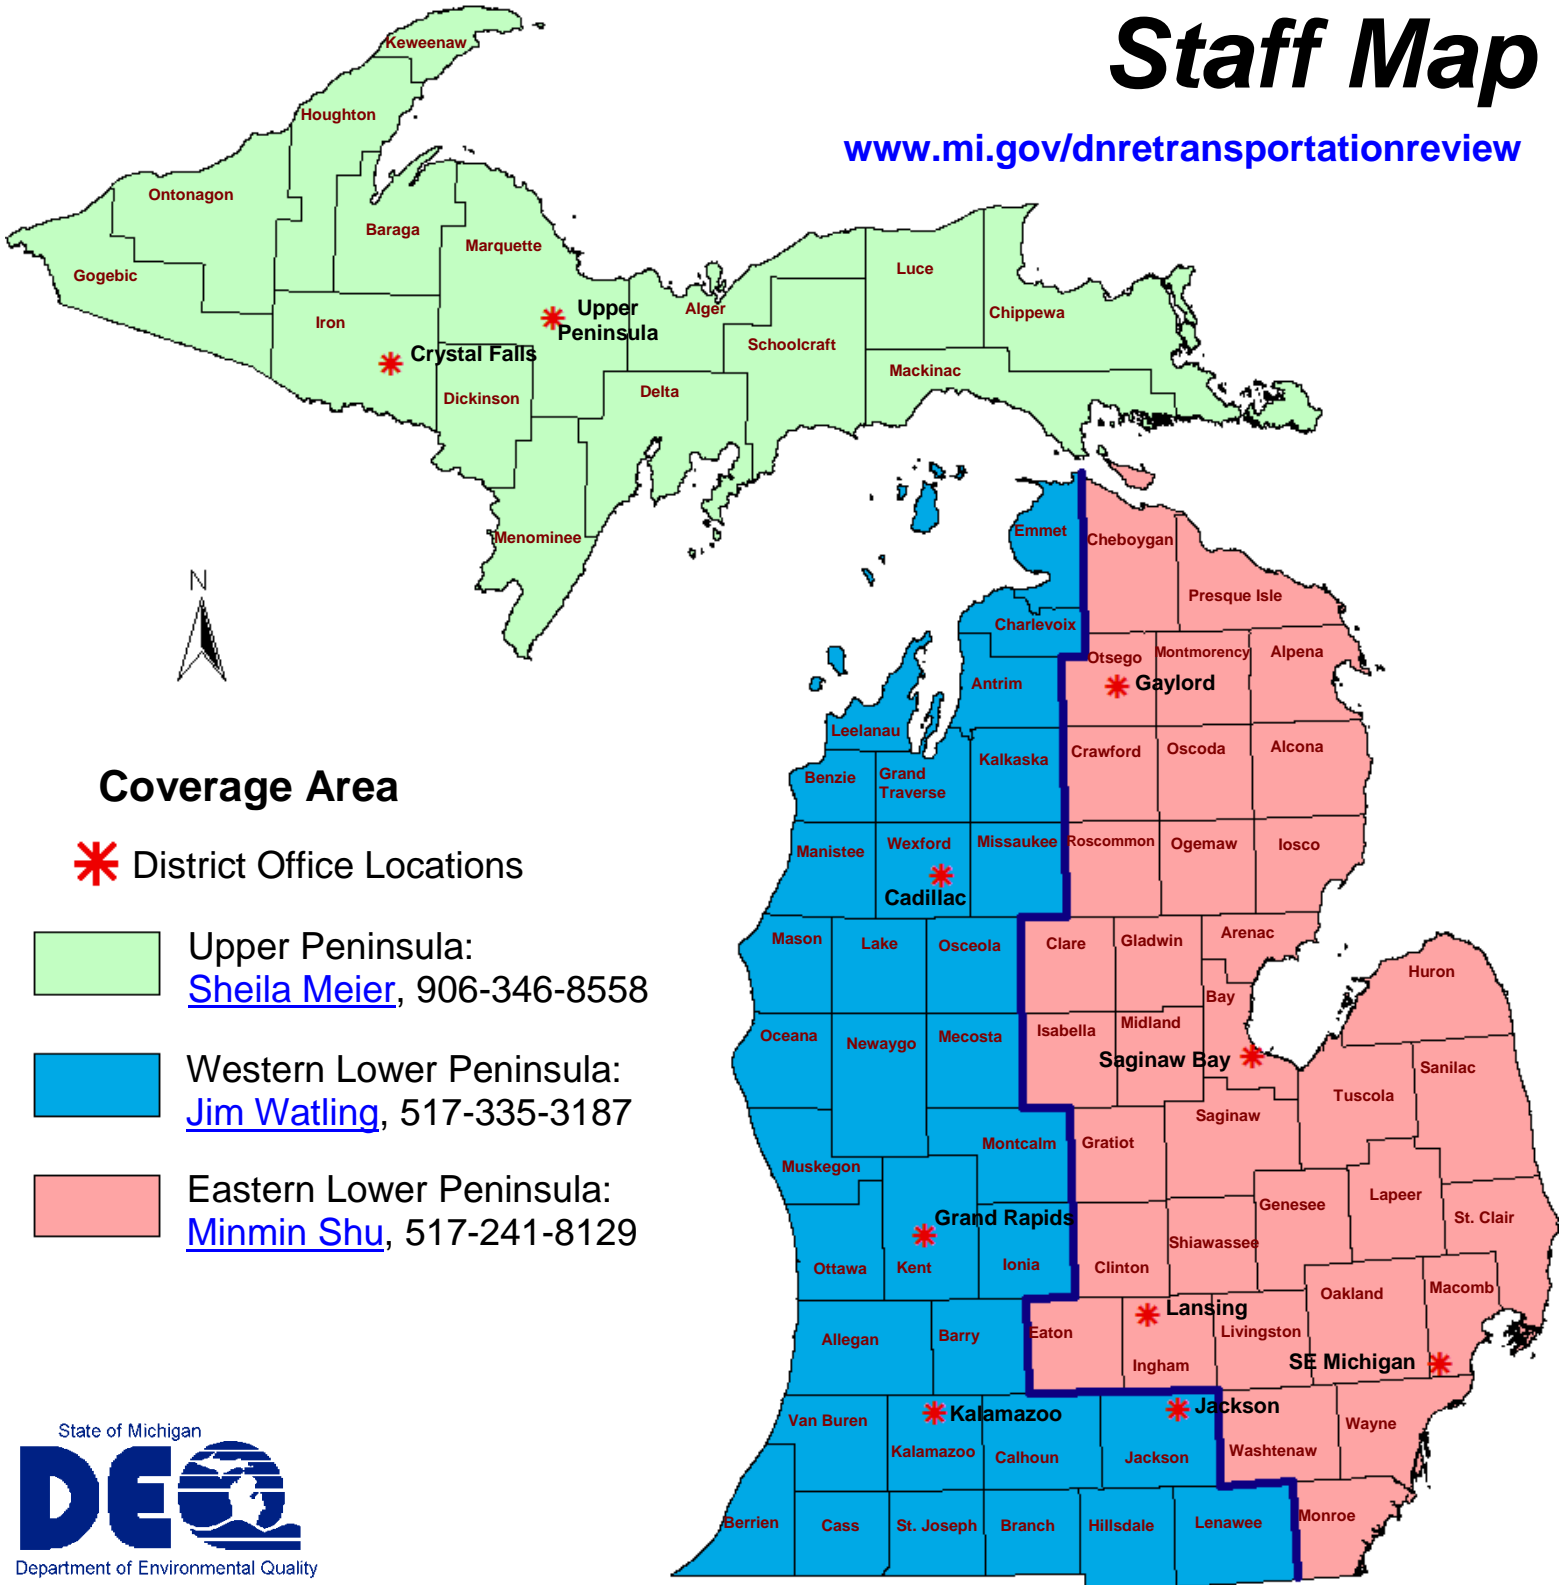 Staff Map
www.mi.gov/dnretransportationreview
Keweenaw
Houghton
Ontonagon
Baraga
Marquette
Gogebic
Luce
Alger
Chippewa
Iron
Upper
Peninsula
Crystal Falls
Schoolcraft
Mackinac
Dickinson
Delta
Menominee
N
Emmet
Cheboygan
Presque Isle
Charlevoix
Otsego
Montmorency
Alpena
Antrim
Gaylord
Leelanau
Kalkaska
Crawford
Oscoda
Alcona
Benzie
Grand
Traverse
Manistee
Wexford
Missaukee
Roscommon
Ogemaw
Iosco
Cadillac
Mason
Lake
Osceola
Clare
Gladwin
Arenac
Huron
Bay
Oceana
Newaygo
Mecosta
Isabella
Midland
Saginaw Bay
Sanilac
Tuscola
Saginaw
Montcalm
Gratiot
Muskegon
Genesee
Lapeer
St. Clair
Grand Rapids
Shiawassee
Ottawa
Kent
Ionia
Clinton
Oakland
Macomb
Lansing
Allegan
Barry
Eaton
Livingston
Ingham
SE Michigan
Van Buren
Kalamazoo
Jackson
Wayne
Kalamazoo
Calhoun
Jackson
Washtenaw
Berrien
Cass
St. Joseph
Branch
Hillsdale
Lenawee
Monroe
Coverage Area
District Office Locations
Upper Peninsula:
Sheila Meier, 906-346-8558
Western Lower Peninsula:
Jim Watling, 517-335-3187
Eastern Lower Peninsula:
Minmin Shu, 517-241-8129
State of Michigan
DEQ
Department of Environmental Quality